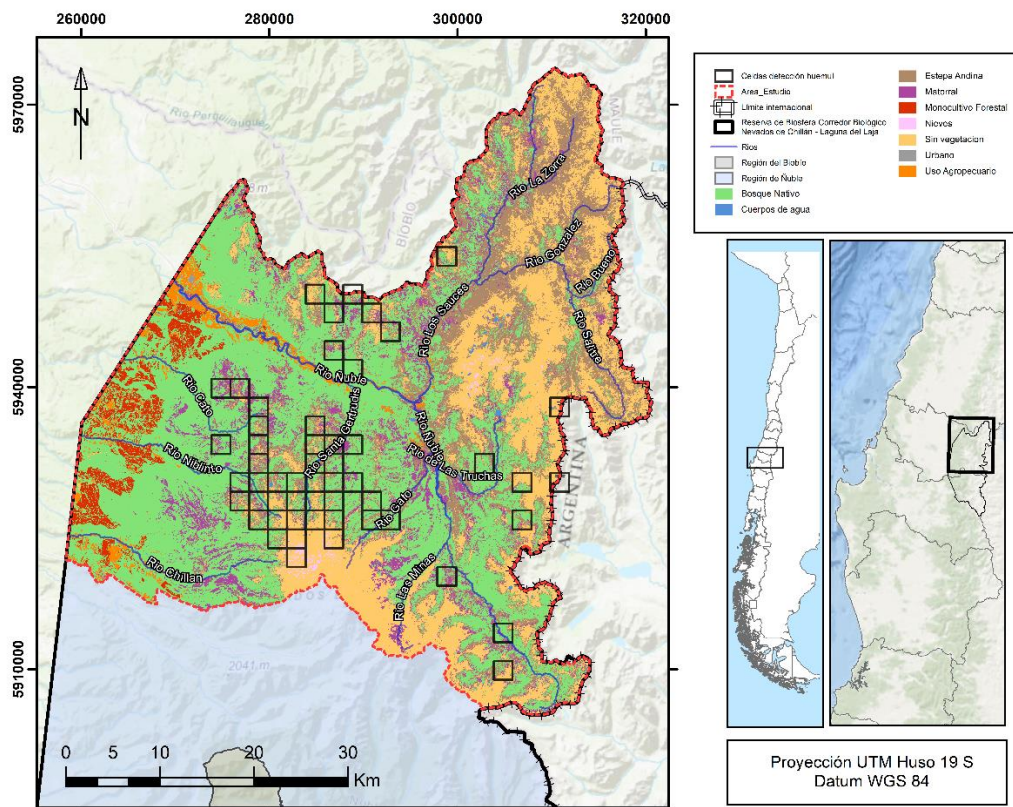 260000
280000
300000
320000
5970000
5940000
5910000
N
Río Perquilauquén
MAULE
BIOBIO
ARGENTINA
2041 m.
Río La Zorra
Río González
Río Bueno
Río Salitre
Río Los Sauces
Río Ñuble
Río Cato
Río Santa Gertrudis
Río Niblinto
Río Ñuble
Río de Las Truchas
Río Gato
Río Las Minas
Río Chillan
0
10
20
30
Km
Celdas detección huemul
Area_Estudio
Límite internacional
Reserva de Biosfera Corredor Biológico
Nevados de Chillán - Laguna del Laja
Rios
Región del Biobío
Región de Ñuble
Bosque Nativo
Cuerpos de agua
Estepa Andina
Matorral
Monocultivo Forestal
Nieves
Sin vegetacion
Urbano
Uso Agropecuario
Proyección UTM Huso 19 S
Datum WGS 84